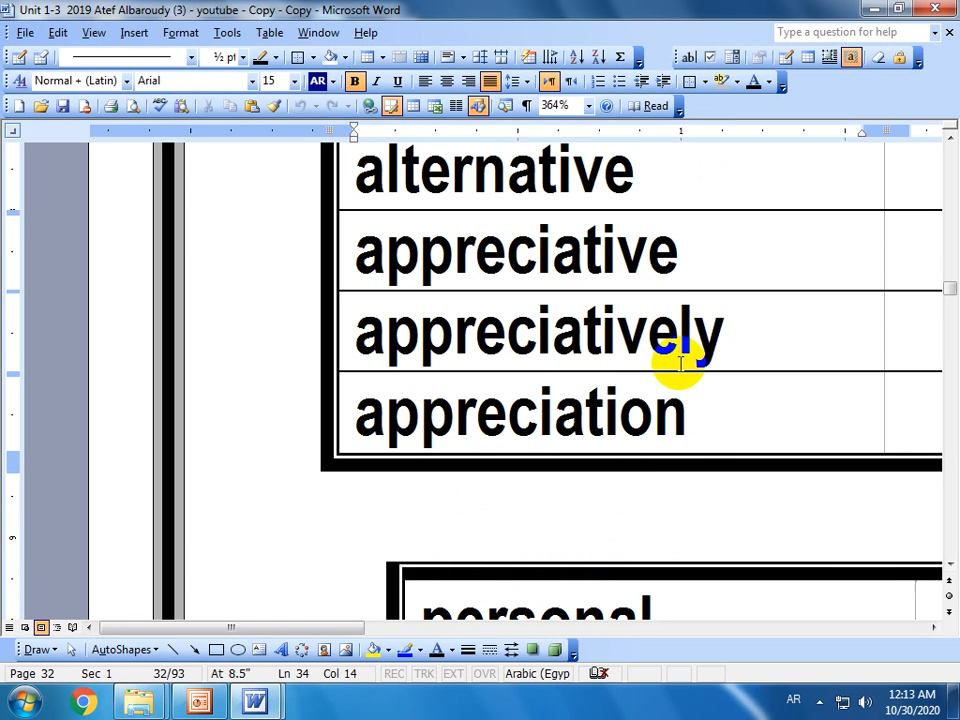 Unit 1-3 2019 Atef Albaroudy (3) - youtube - Copy - Copy - Microsoft Word
File Edit View Insert Format Tools Table Window Help
Type a question for help
½ pt
Normal + (Latin) Arial 15 AR B I U
364% Read
1
alternative
appreciative
appreciatively
appreciation
personal
Draw AutoShapes
Page 32 Sec 1 32/93 At 8.5" Ln 34 Col 14 REC TRK EXT OVR Arabic (Egyp
AR 12:13 AM
10/30/2020